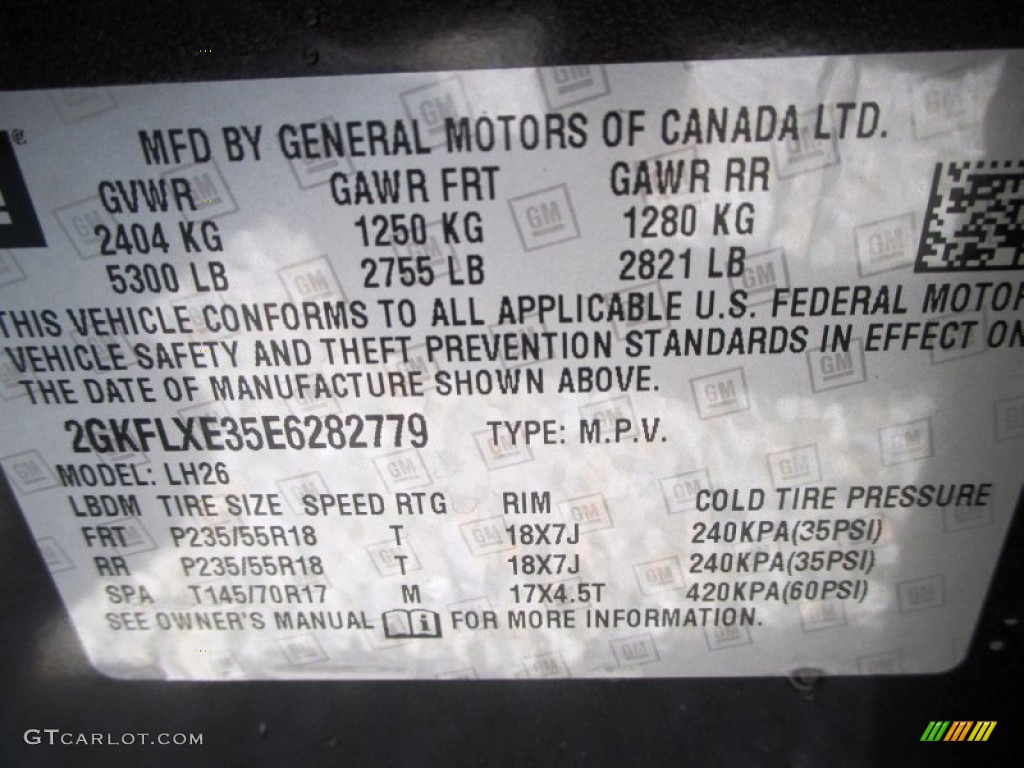 MFD BY GENERAL MOTORS OF CANADA LTD.
GVWR GAWR FRT GAWR RR
2404 KG 1250 KG 1280 KG
5300 LB 2755 LB 2821 LB
THIS VEHICLE CONFORMS TO ALL APPLICABLE U.S. FEDERAL MOTOR
VEHICLE SAFETY AND THEFT PREVENTION STANDARDS IN EFFECT ON
THE DATE OF MANUFACTURE SHOWN ABOVE.
2GKFLXE35E6282779 TYPE: M.P.V.
MODEL: LH26
LBDM TIRE SIZE SPEED RTG RIM COLD TIRE PRESSURE
FRT P235/55R18 T 18X7J 240KPA(35PSI)
RR P235/55R18 T 18X7J 240KPA(35PSI)
SPA T145/70R17 M 17X4.5T 420KPA(60PSI)
SEE OWNER'S MANUAL i FOR MORE INFORMATION.
GTCARLOT.COM